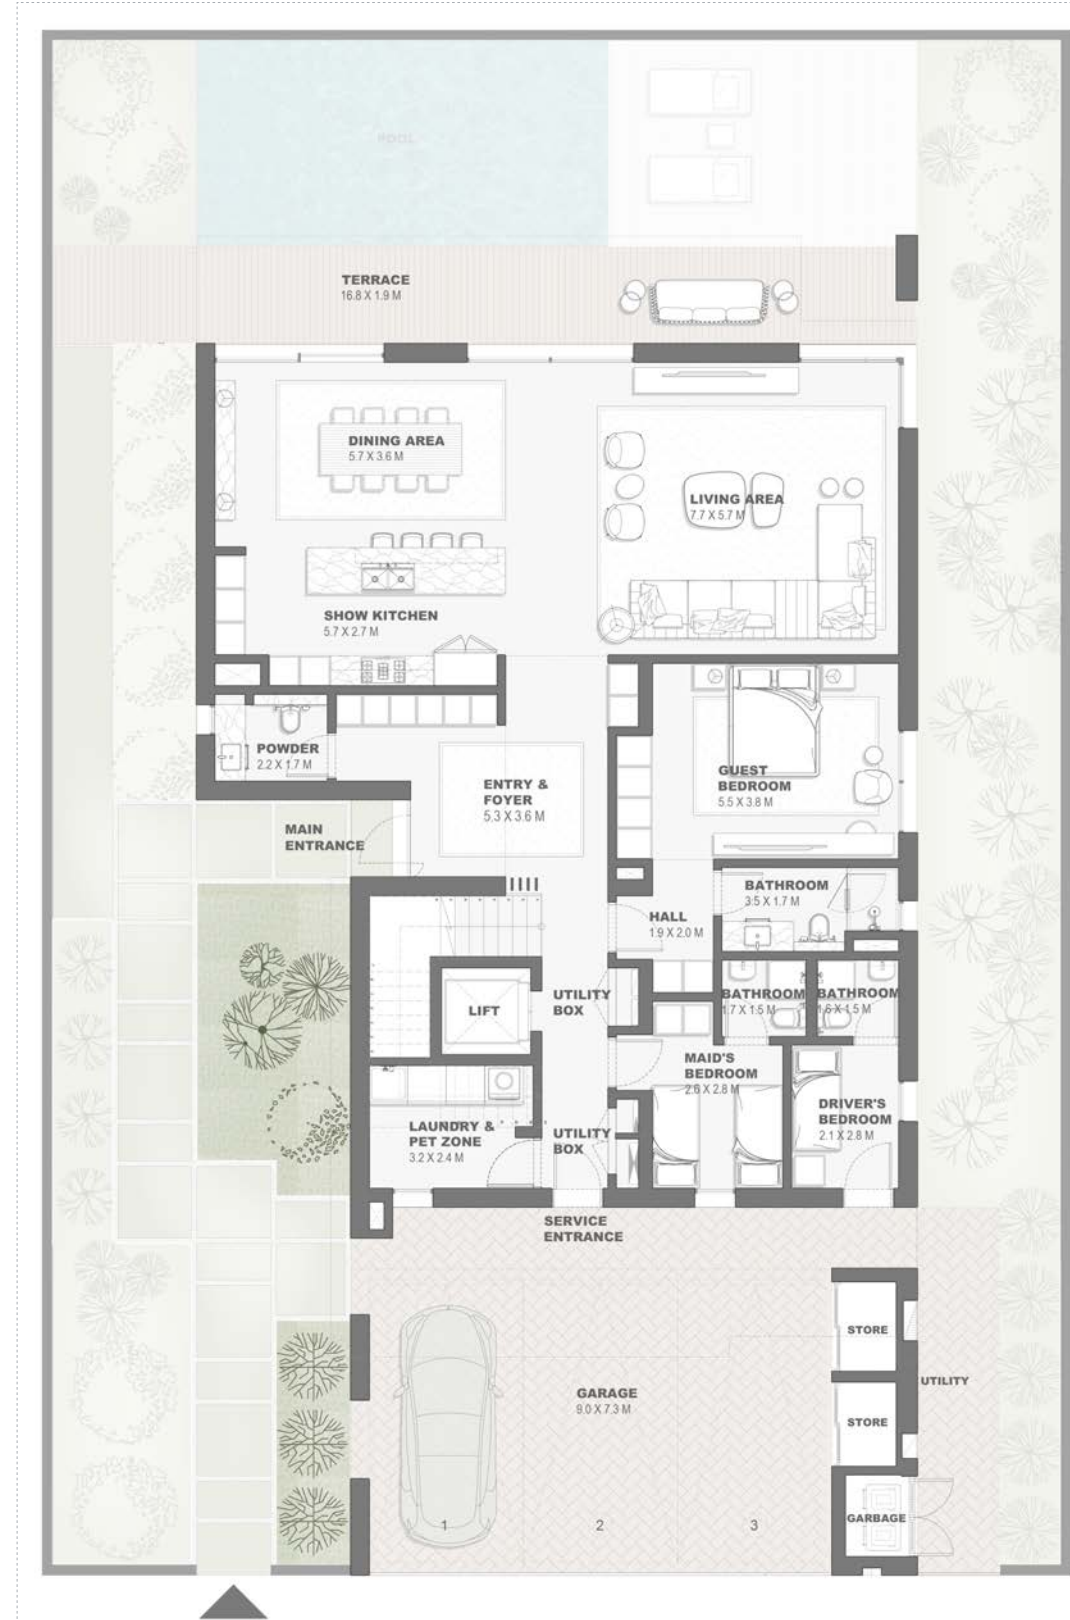 POOL
TERRACE
16.8 X 1.9 M
DINING AREA
5.7 X 3.6 M
LIVING AREA
7.7 X 5.7 M
SHOW KITCHEN
5.7 X 2.7 M
POWDER
2.2 X 1.7 M
ENTRY &
FOYER
5.3 X 3.6 M
GUEST
BEDROOM
5.5 X 3.8 M
MAIN
ENTRANCE
BATHROOM
3.5 X 1.7 M
HALL
1.9 X 2.0 M
LIFT
UTILITY
BOX
BATHROOM
1.7 X 1.5 M
BATHROOM
1.6 X 1.5 M
MAID'S
BEDROOM
2.6 X 2.8 M
DRIVER'S
BEDROOM
2.1 X 2.8 M
LAUNDRY &
PET ZONE
3.2 X 2.4 M
UTILITY
BOX
SERVICE
ENTRANCE
STORE
UTILITY
GARAGE
9.0 X 7.3 M
STORE
GARBAGE
1
2
3